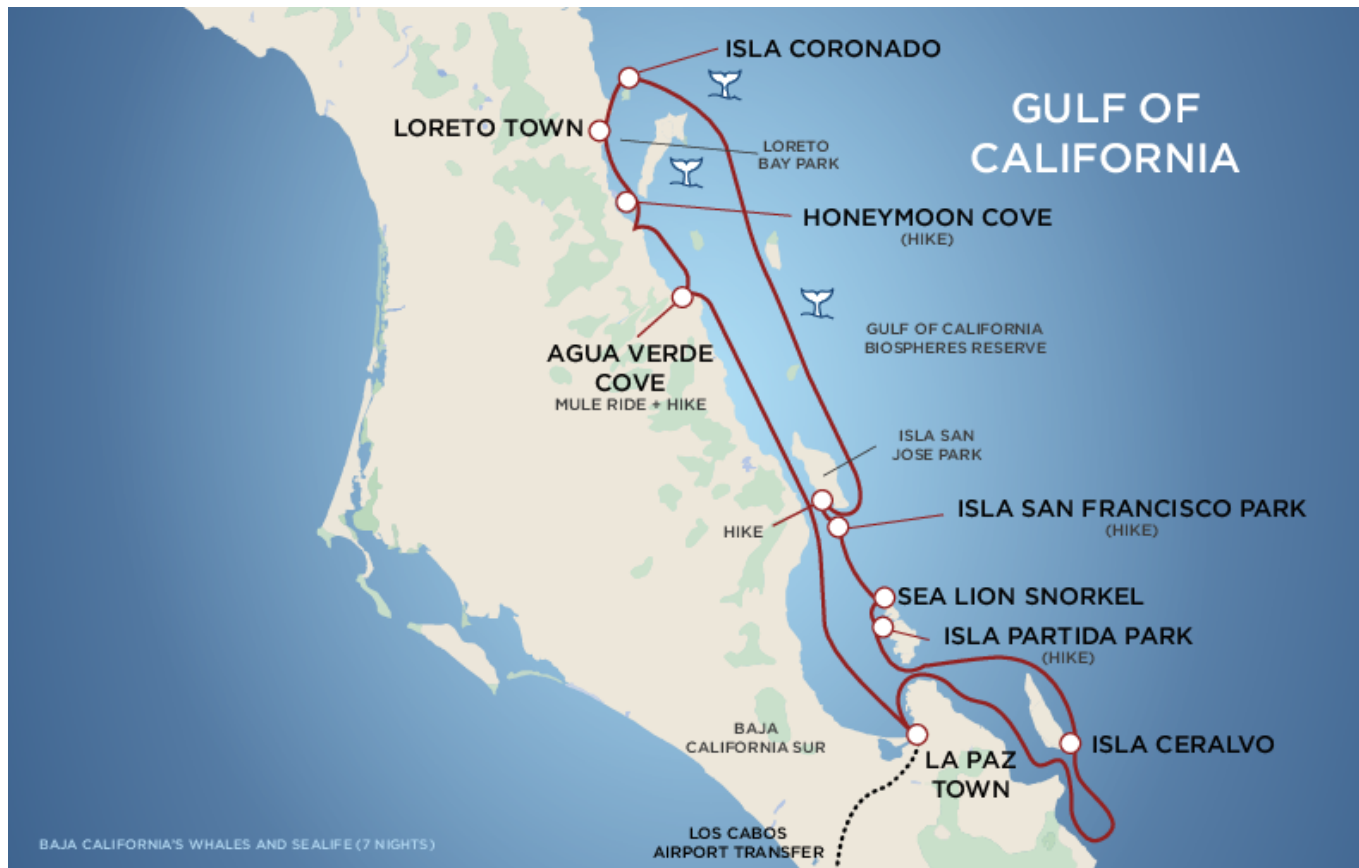 ISLA CORONADO
GULF OF
CALIFORNIA
LORETO TOWN
LORETO
BAY PARK
HONEYMOON COVE
(HIKE)
GULF OF CALIFORNIA
BIOSPHERES RESERVE
AGUA VERDE
COVE
MULE RIDE + HIKE
ISLA SAN
JOSE PARK
HIKE
ISLA SAN FRANCISCO PARK
(HIKE)
SEA LION SNORKEL
ISLA PARTIDA PARK
(HIKE)
BAJA
CALIFORNIA SUR
ISLA CERALVO
LA PAZ
TOWN
LOS CABOS
AIRPORT TRANSFER
BAJA CALIFORNIA'S WHALES AND SEALIFE (7 NIGHTS)